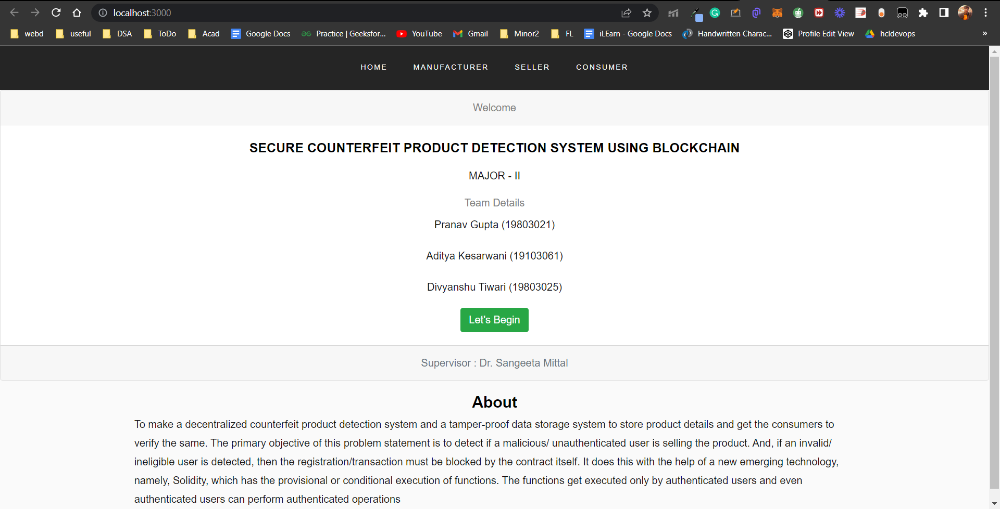 localhost:3000
webd useful DSA ToDo Acad Google Docs Practice | Geeksfor... YouTube Gmail Minor2 FL iLEarn - Google Docs Handwritten Charac... Profile Edit View hcldevops »
HOME MANUFACTURER SELLER CONSUMER
Welcome
SECURE COUNTERFEIT PRODUCT DETECTION SYSTEM USING BLOCKCHAIN
MAJOR - II
Team Details
Pranav Gupta (19803021)
Aditya Kesarwani (19103061)
Divyanshu Tiwari (19803025)
Let's Begin
Supervisor : Dr. Sangeeta Mittal
About
To make a decentralized counterfeit product detection system and a tamper-proof data storage system to store product details and get the consumers to
verify the same. The primary objective of this problem statement is to detect if a malicious/ unauthenticated user is selling the product. And, if an invalid/
ineligible user is detected, then the registration/transaction must be blocked by the contract itself. It does this with the help of a new emerging technology,
namely, Solidity, which has the provisional or conditional execution of functions. The functions get executed only by authenticated users and even
authenticated users can perform authenticated operations